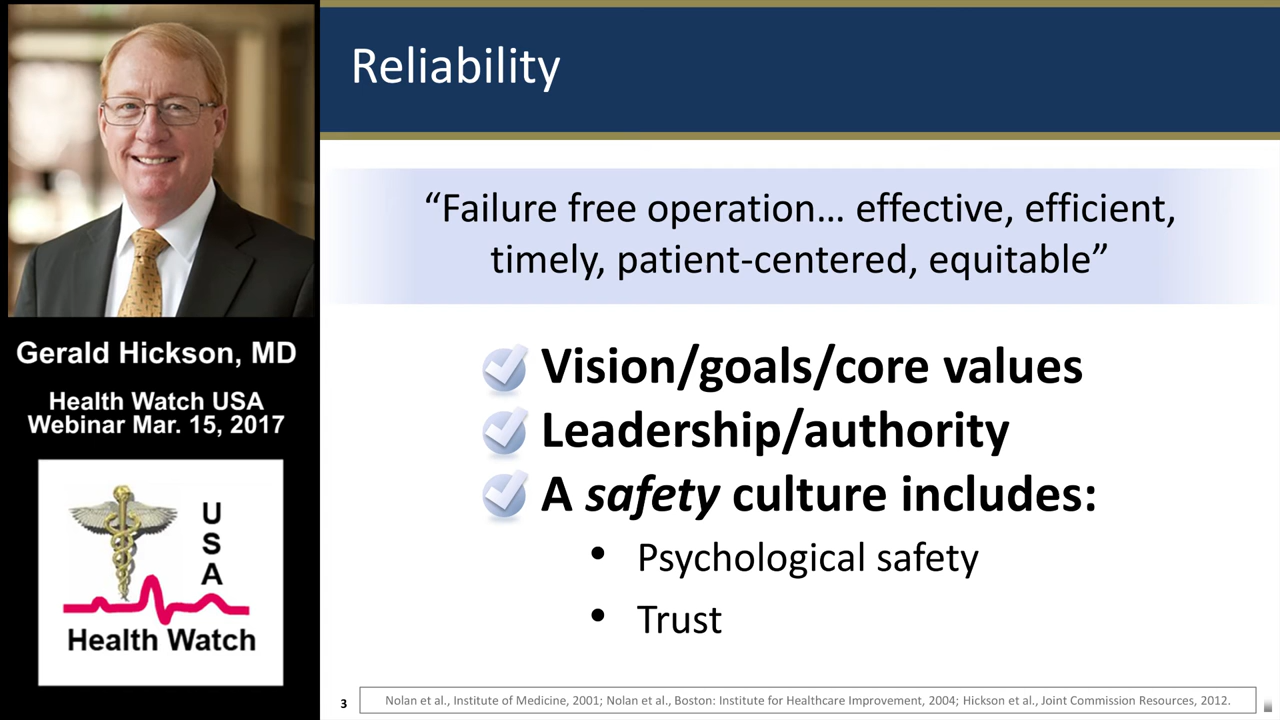 Reliability
“Failure free operation… effective, efficient,
timely, patient-centered, equitable”
Vision/goals/core values
Leadership/authority
A safety culture includes:
• Psychological safety
• Trust
3
Nolan et al., Institute of Medicine, 2001; Nolan et al., Boston: Institute for Healthcare Improvement, 2004; Hickson et al., Joint Commission Resources, 2012.
Gerald Hickson, MD
Health Watch USA
Webinar Mar. 15, 2017
U
S
A
Health Watch